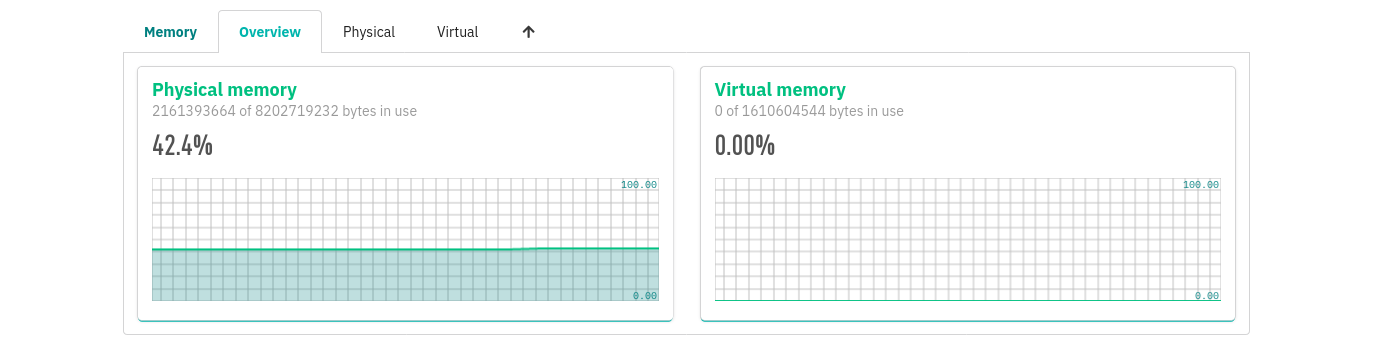 Memory Overview Physical Virtual
Physical memory
2161393664 of 8202719232 bytes in use
42.4%
100.00
0.00
Virtual memory
0 of 1610604544 bytes in use
0.00%
100.00
0.00